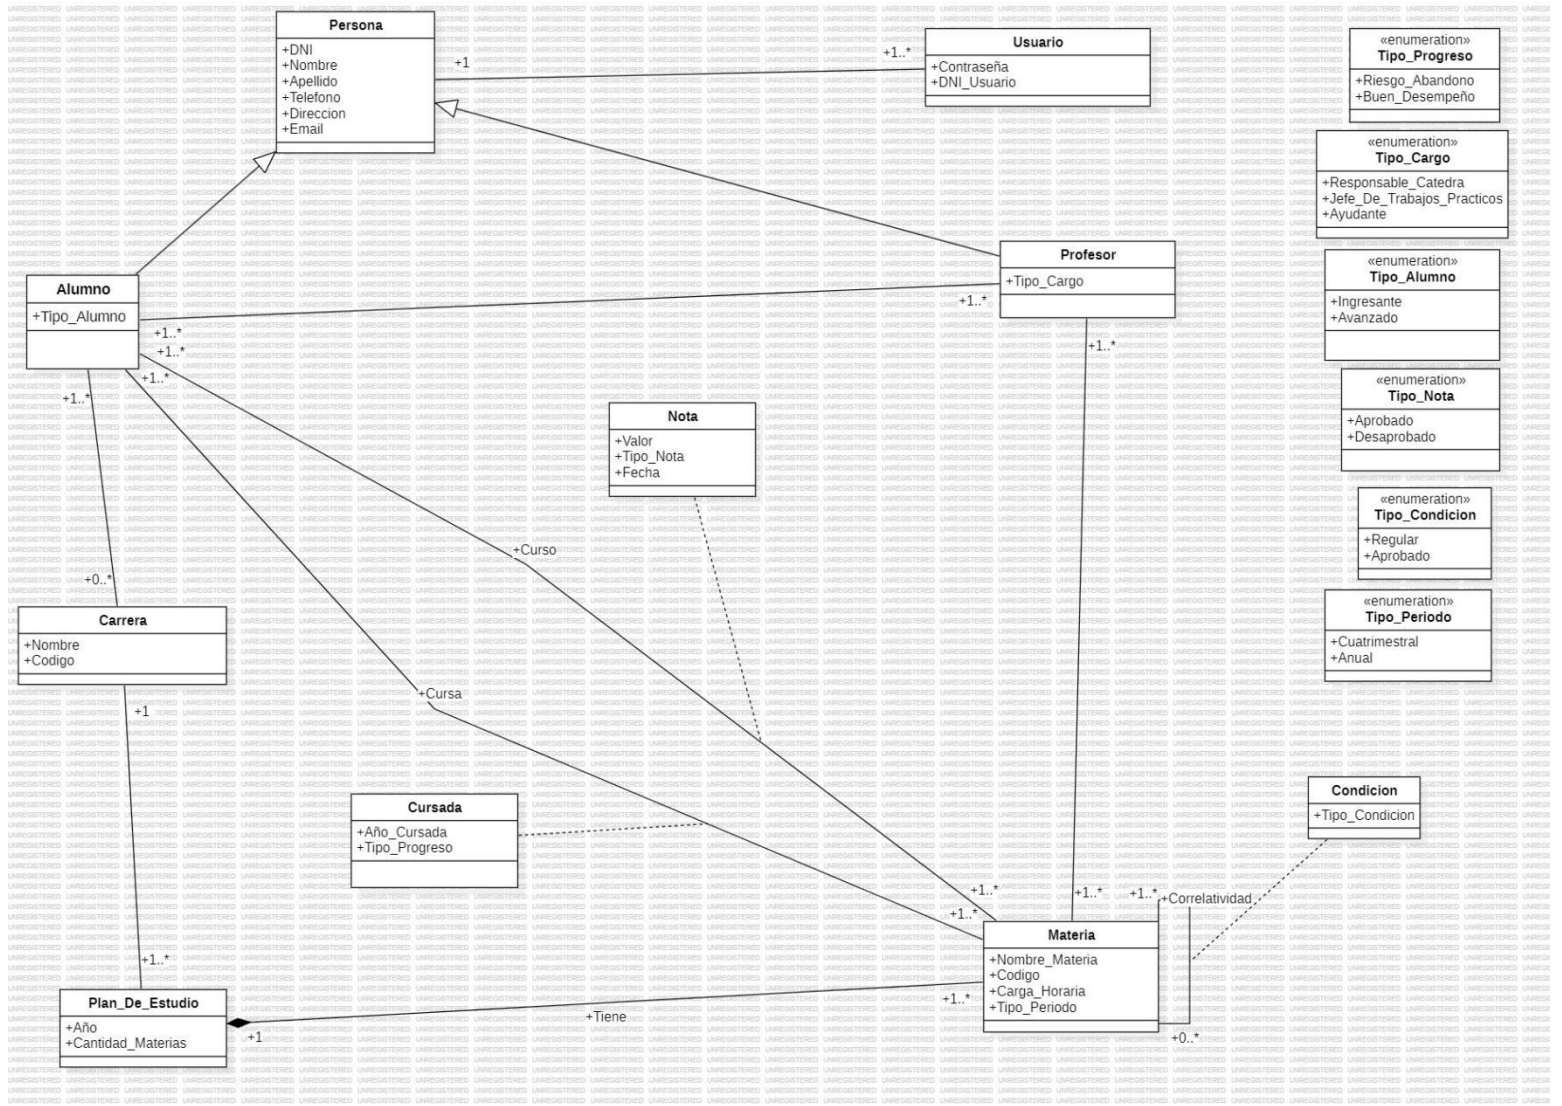 Persona
+DNI
+Nombre
+Apellido
+Telefono
+Direccion
+Email
+1
+1..*
Usuario
+Contraseña
+DNI_Usuario
«enumeration»
Tipo_Progreso
+Riesgo_Abandono
+Buen_Desempeño
«enumeration»
Tipo_Cargo
+Responsable_Catedra
+Jefe_De_Trabajos_Practicos
+Ayudante
Alumno
+Tipo_Alumno
+1..*
+1..*
+1..*
+1..*
Profesor
+Tipo_Cargo
+1..*
+1..*
«enumeration»
Tipo_Alumno
+Ingresante
+Avanzado
Nota
+Valor
+Tipo_Nota
+Fecha
«enumeration»
Tipo_Nota
+Aprobado
+Desaprobado
+Curso
«enumeration»
Tipo_Condicion
+Regular
+Aprobado
+0..*
Carrera
+Nombre
+Codigo
+1
«enumeration»
Tipo_Periodo
+Cuatrimestral
+Anual
+Cursa
Cursada
+Año_Cursada
+Tipo_Progreso
Condicion
+Tipo_Condicion
+1..*
+1..*
+1..*
+1..*
+Correlatividad
Materia
+Nombre_Materia
+Codigo
+Carga_Horaria
+Tipo_Periodo
+0..*
+1..*
Plan_De_Estudio
+Año
+Cantidad_Materias
+1
+Tiene
+1..*
UNREGISTERED